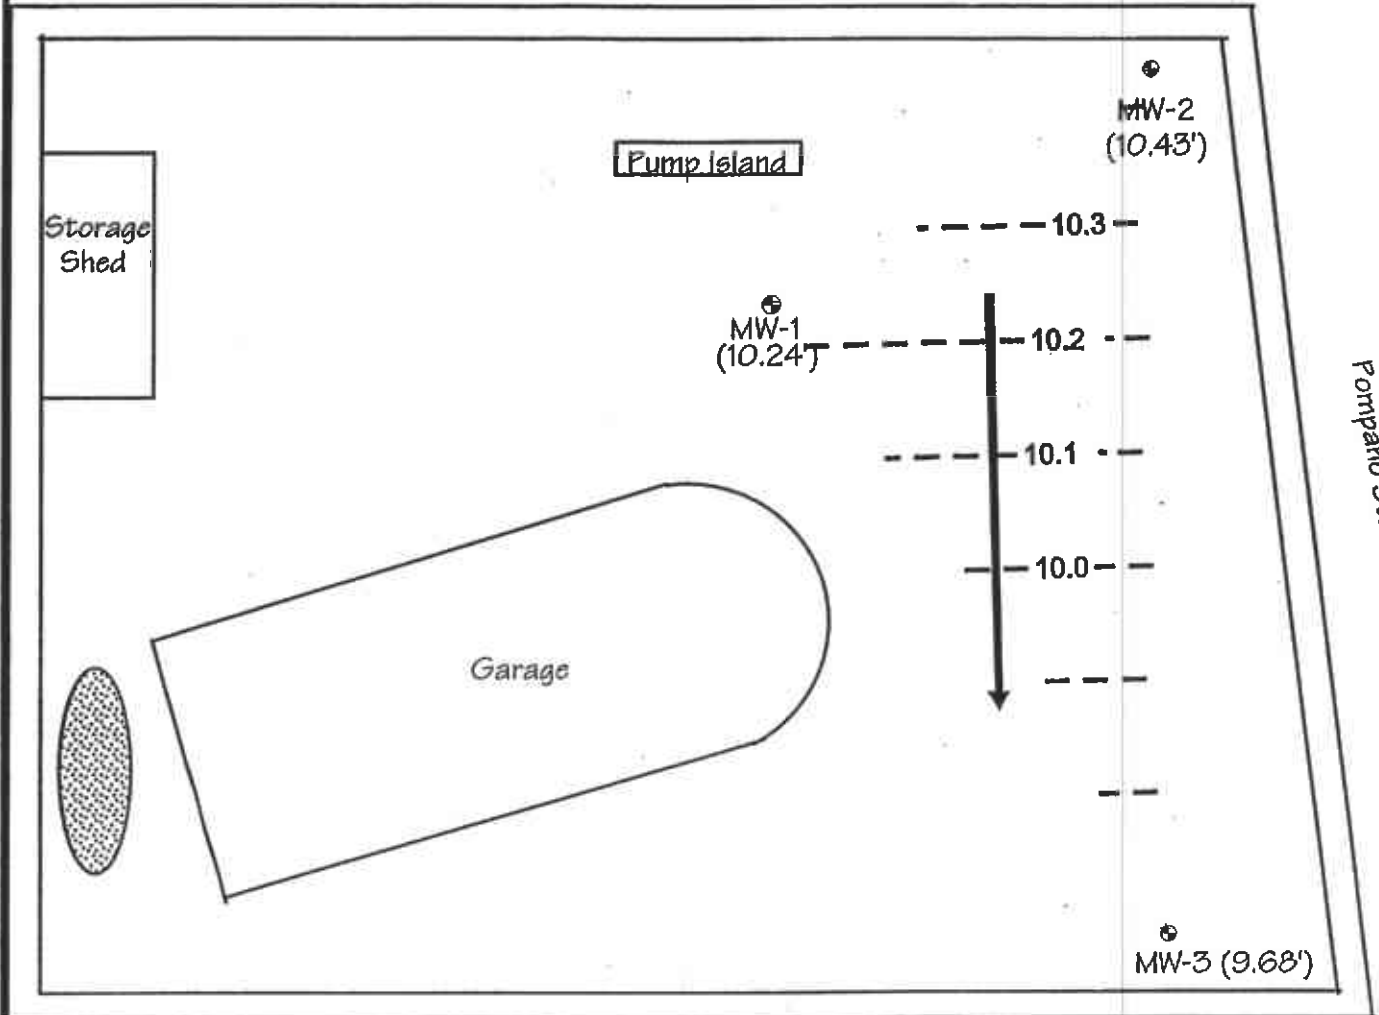 MW-2
(10.43')
Pump Island
Storage
Shed
10.3
MW-1
(10.24')
10.2
10.1
10.0
Garage
MW-3 (9.68')
Pompano